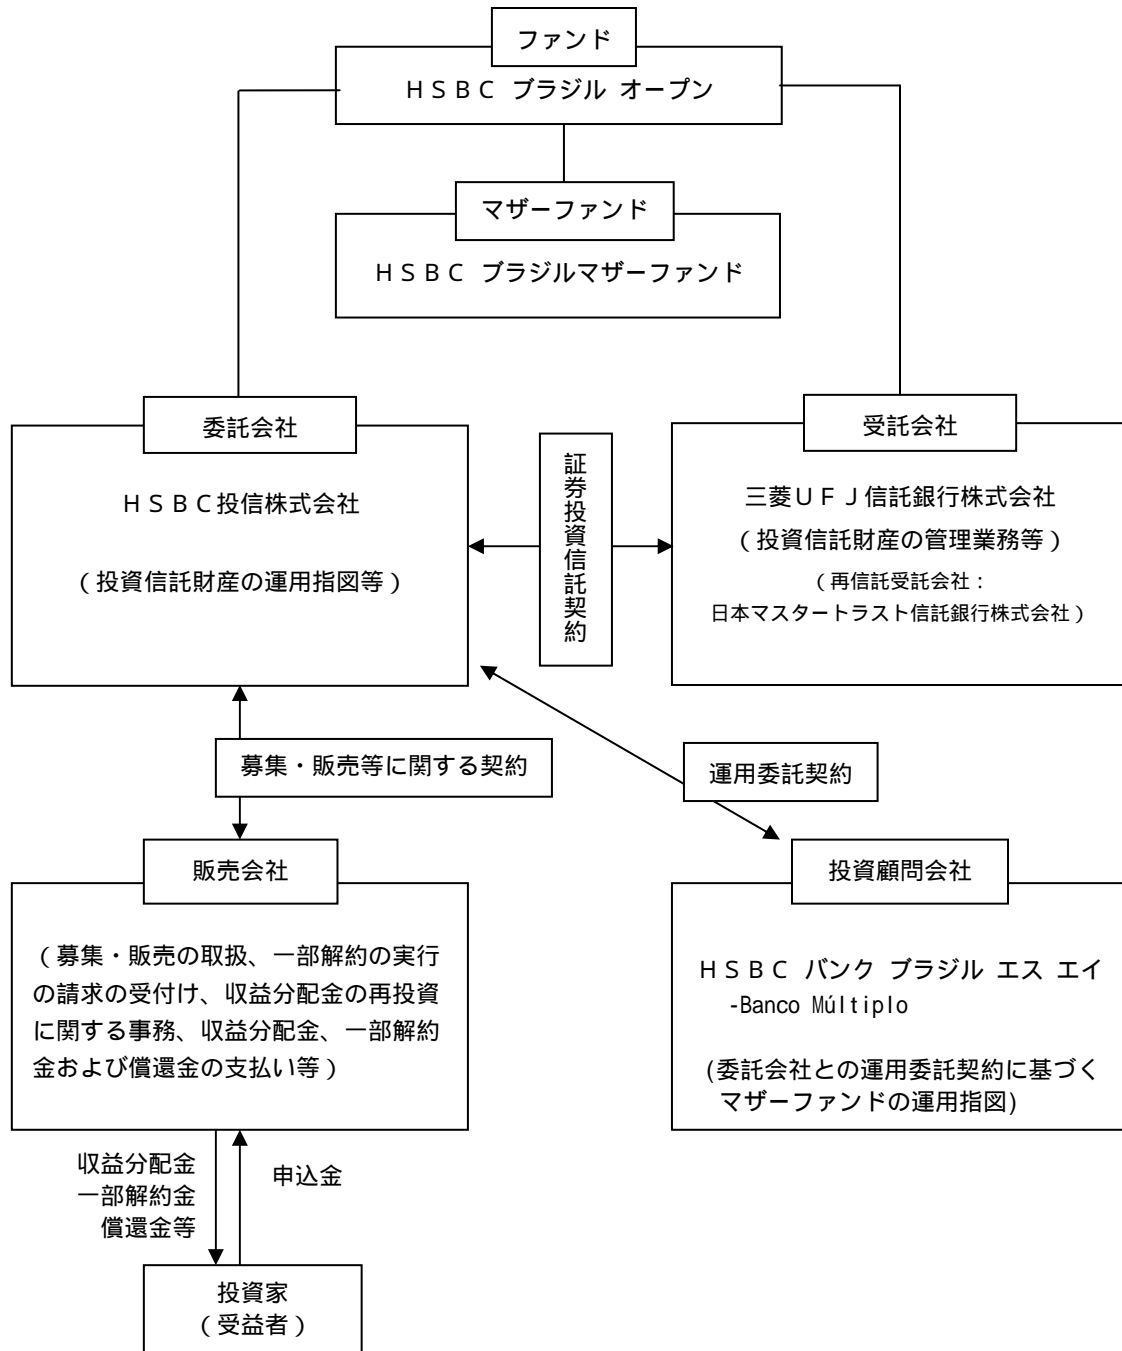 ファンド
ＨＳＢＣ ブラジル オープン
マザーファンド
ＨＳＢＣ ブラジルマザーファンド
委託会社
ＨＳＢＣ投信株式会社
（投資信託財産の運用指図等）
証券投資信託契約
受託会社
三菱ＵＦＪ信託銀行株式会社
（投資信託財産の管理業務等）
（再信託受託会社：
日本マスタートラスト信託銀行株式会社）
募集・販売等に関する契約
運用委託契約
販売会社
（募集・販売の取扱、一部解約の実行
の請求の受付け、収益分配金の再投資
に関する事務、収益分配金、一部解約
金および償還金の支払い等）
投資顧問会社
ＨＳＢＣ バンク ブラジル エス エイ
-Banco Múltiplo
(委託会社との運用委託契約に基づく
マザーファンドの運用指図)
収益分配金
一部解約金
償還金等
申込金
投資家
（受益者）